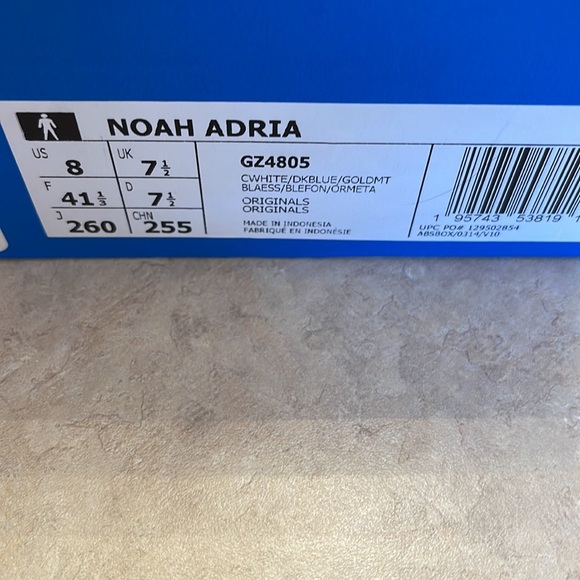 NOAH ADRIA
US 8 UK 7½
F 41⅓ D 7½
J 260 CHN 255
GZ4805
CWHITE/DKBLUE/GOLDMT
BLAESS/BLEFON/ORMETA
ORIGINALS
ORIGINALS
MADE IN INDONESIA
FABRIQUÉ EN INDONÉSIE
1 95743 53819 1
UPC PO# 129502854
ABSBOX/0314/V10